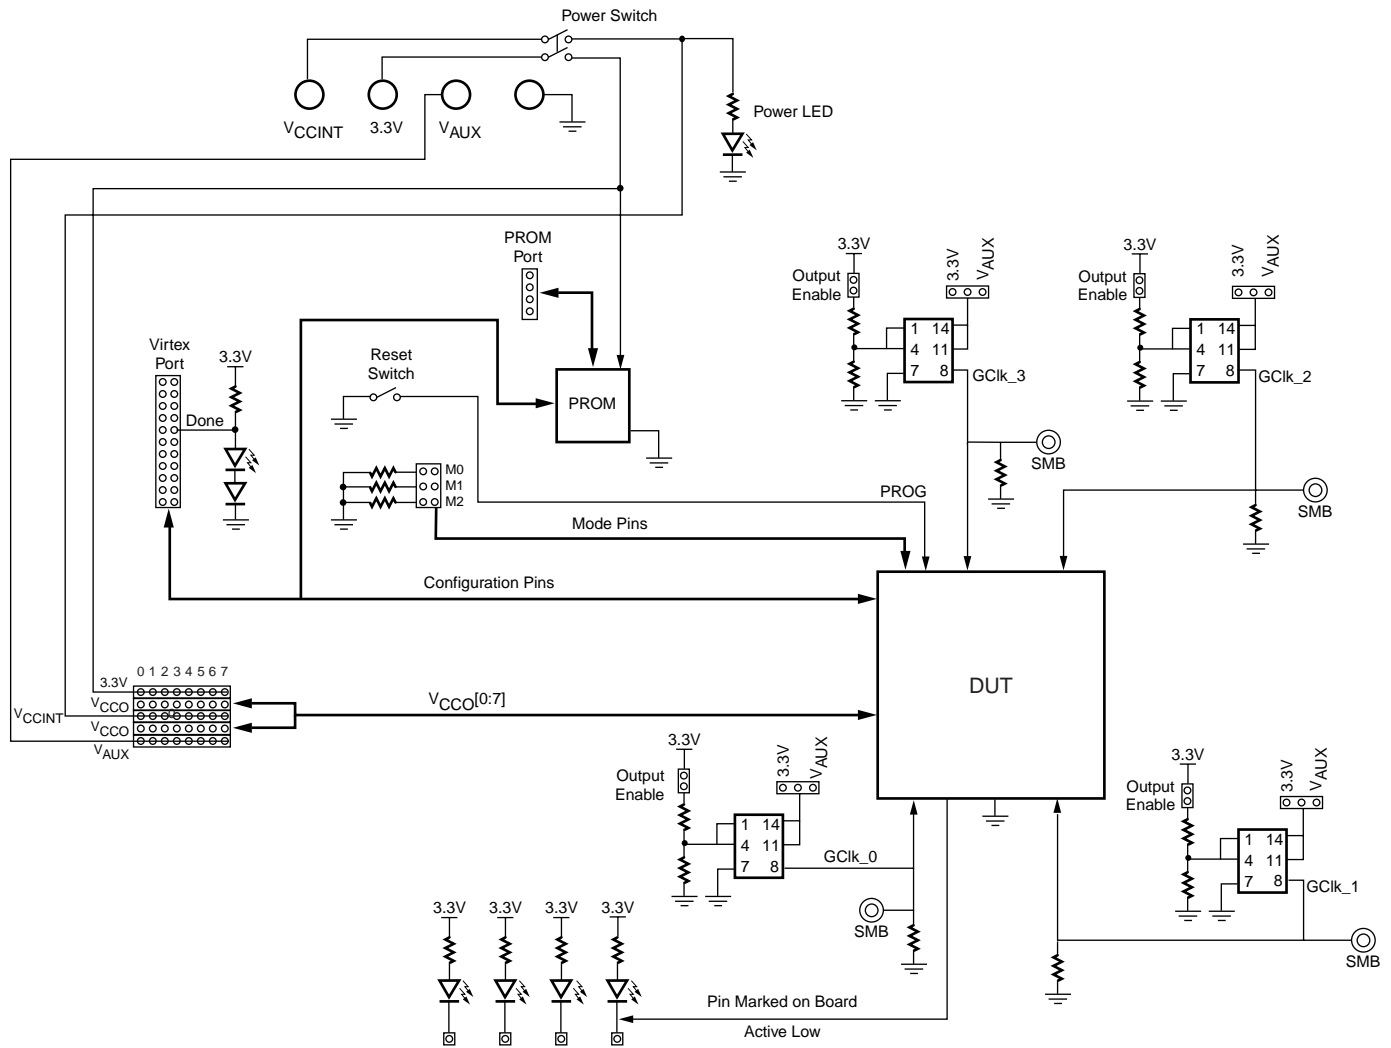 Power Switch
VCCINT
3.3V
VAUX
Power LED
PROM
Port
Virtex
Port
3.3V
Done
Reset
Switch
PROM
M0
M1
M2
PROG
Mode Pins
Configuration Pins
3.3V
Output
Enable
3.3V
VAUX
1 14
4 11
7 8
GClk_3
SMB
3.3V
Output
Enable
3.3V
VAUX
1 14
4 11
7 8
GClk_2
SMB
DUT
0 1 2 3 4 5 6 7
3.3V
VCCO
VCCINT
VCCO
VAUX
VCCO[0:7]
3.3V
Output
Enable
3.3V
VAUX
1 14
4 11
7 8
GClk_0
SMB
3.3V
Output
Enable
3.3V
VAUX
1 14
4 11
7 8
GClk_1
SMB
3.3V 3.3V 3.3V 3.3V
Pin Marked on Board
Active Low